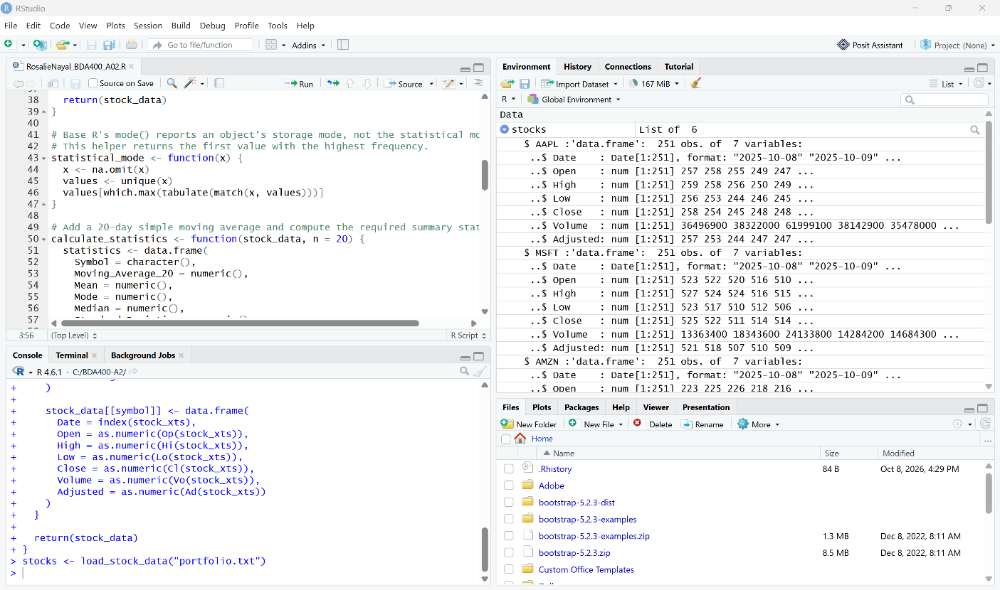 RStudio
File Edit Code View Plots Session Build Debug Profile Tools Help
Go to file/function Addins Posit Assistant Project: (None)
RosalieNayal_BDA400_A02.R
Source on Save Run Source
38 return(stock_data)
39 }
40
41 # Base R's mode() reports an object's storage mode, not the statistical mo
42 # This helper returns the first value with the highest frequency.
43 statistical_mode <- function(x) {
44 x <- na.omit(x)
45 values <- unique(x)
46 values[which.max(tabulate(match(x, values)))]
47 }
48
49 # Add a 20-day simple moving average and compute the required summary stat
50 calculate_statistics <- function(stock_data, n = 20) {
51 statistics <- data.frame(
52 Symbol = character(),
53 Moving_Average_20 = numeric(),
54 Mean = numeric(),
55 Mode = numeric(),
56 Median = numeric(),
57
3:56 (Top Level) R Script
Console Terminal Background Jobs
R 4.6.1 · C:/BDA400-A2/
+ )
+
+ stock_data[[symbol]] <- data.frame(
+ Date = index(stock_xts),
+ Open = as.numeric(Op(stock_xts)),
+ High = as.numeric(Hi(stock_xts)),
+ Low = as.numeric(Lo(stock_xts)),
+ Close = as.numeric(Cl(stock_xts)),
+ Volume = as.numeric(Vo(stock_xts)),
+ Adjusted = as.numeric(Ad(stock_xts))
+ )
+ }
+
+ return(stock_data)
+ }
> stocks <- load_stock_data("portfolio.txt")
>
Environment History Connections Tutorial
Import Dataset 167 MiB List
R Global Environment
Data
stocks List of 6
$ AAPL :'data.frame': 251 obs. of 7 variables:
..$ Date : Date[1:251], format: "2025-10-08" "2025-10-09" ...
..$ Open : num [1:251] 257 258 255 249 247 ...
..$ High : num [1:251] 259 258 256 250 249 ...
..$ Low : num [1:251] 256 253 244 246 245 ...
..$ Close : num [1:251] 258 254 245 248 248 ...
..$ Volume : num [1:251] 36496900 38322000 61999100 38142900 35478000 ...
..$ Adjusted: num [1:251] 257 253 244 247 247 ...
$ MSFT :'data.frame': 251 obs. of 7 variables:
..$ Date : Date[1:251], format: "2025-10-08" "2025-10-09" ...
..$ Open : num [1:251] 523 522 520 516 510 ...
..$ High : num [1:251] 527 524 524 516 515 ...
..$ Low : num [1:251] 523 517 510 512 506 ...
..$ Close : num [1:251] 525 522 511 514 514 ...
..$ Volume : num [1:251] 13363400 18343600 24133800 14284200 14684300 ...
..$ Adjusted: num [1:251] 521 518 507 510 509 ...
$ AMZN :'data.frame': 251 obs. of 7 variables:
..$ Date : Date[1:251], format: "2025-10-08" "2025-10-09" ...
..$ Open : num [1:251] 223 225 226 218 216 ...
Files Plots Packages Help Viewer Presentation
New Folder New File Delete Rename More
Home ...
Name Size Modified
.Rhistory 84 B Oct 8, 2026, 4:29 PM
Adobe
bootstrap-5.2.3-dist
bootstrap-5.2.3-examples
bootstrap-5.2.3-examples.zip 1.3 MB Dec 8, 2022, 8:11 AM
bootstrap-5.2.3.zip 8.5 MB Dec 8, 2022, 8:11 AM
Custom Office Templates